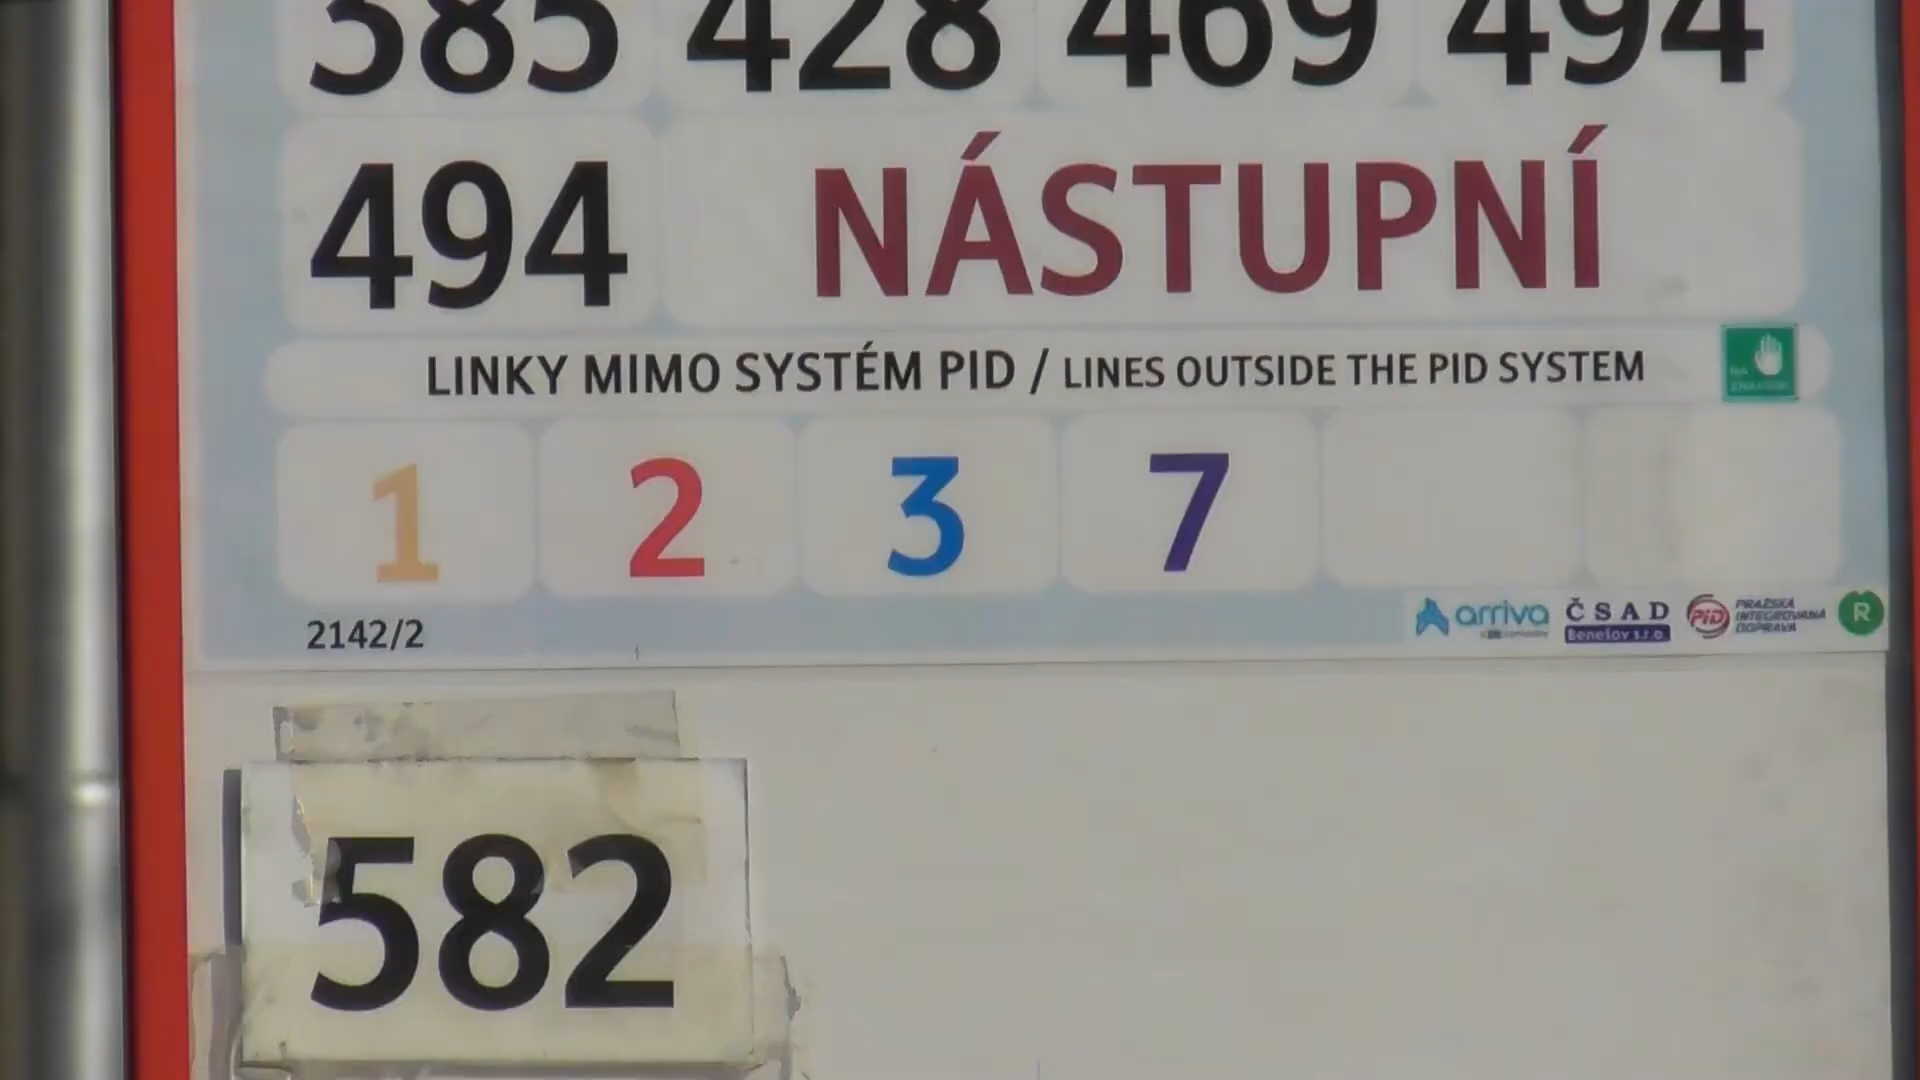 385 428 469 494
494 NÁSTUPNÍ
LINKY MIMO SYSTÉM PID / LINES OUTSIDE THE PID SYSTEM
NA
1 2 3 7
2142/2
arriva
ČSAD
Benešov s.r.o.
PID
PRAŽSKÁ
INTEGROVANÁ
DOPRAVA
R
582